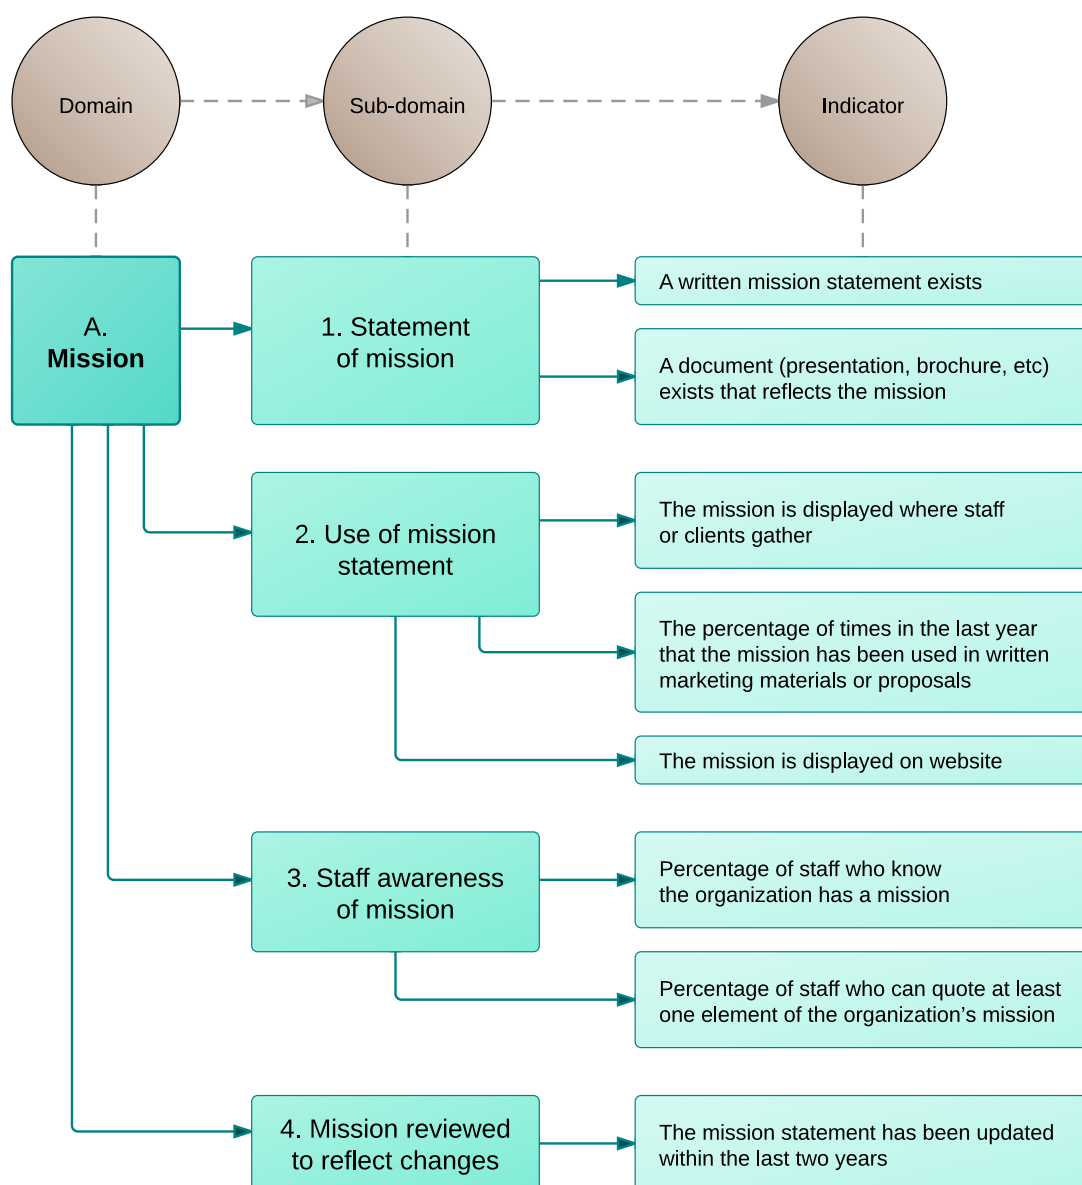 Domain
Sub-domain
Indicator
A.
Mission
1. Statement
of mission
A written mission statement exists
A document (presentation, brochure, etc)
exists that reflects the mission
2. Use of mission
statement
The mission is displayed where staff
or clients gather
The percentage of times in the last year
that the mission has been used in written
marketing materials or proposals
The mission is displayed on website
3. Staff awareness
of mission
Percentage of staff who know
the organization has a mission
Percentage of staff who can quote at least
one element of the organization’s mission
4. Mission reviewed
to reflect changes
The mission statement has been updated
within the last two years